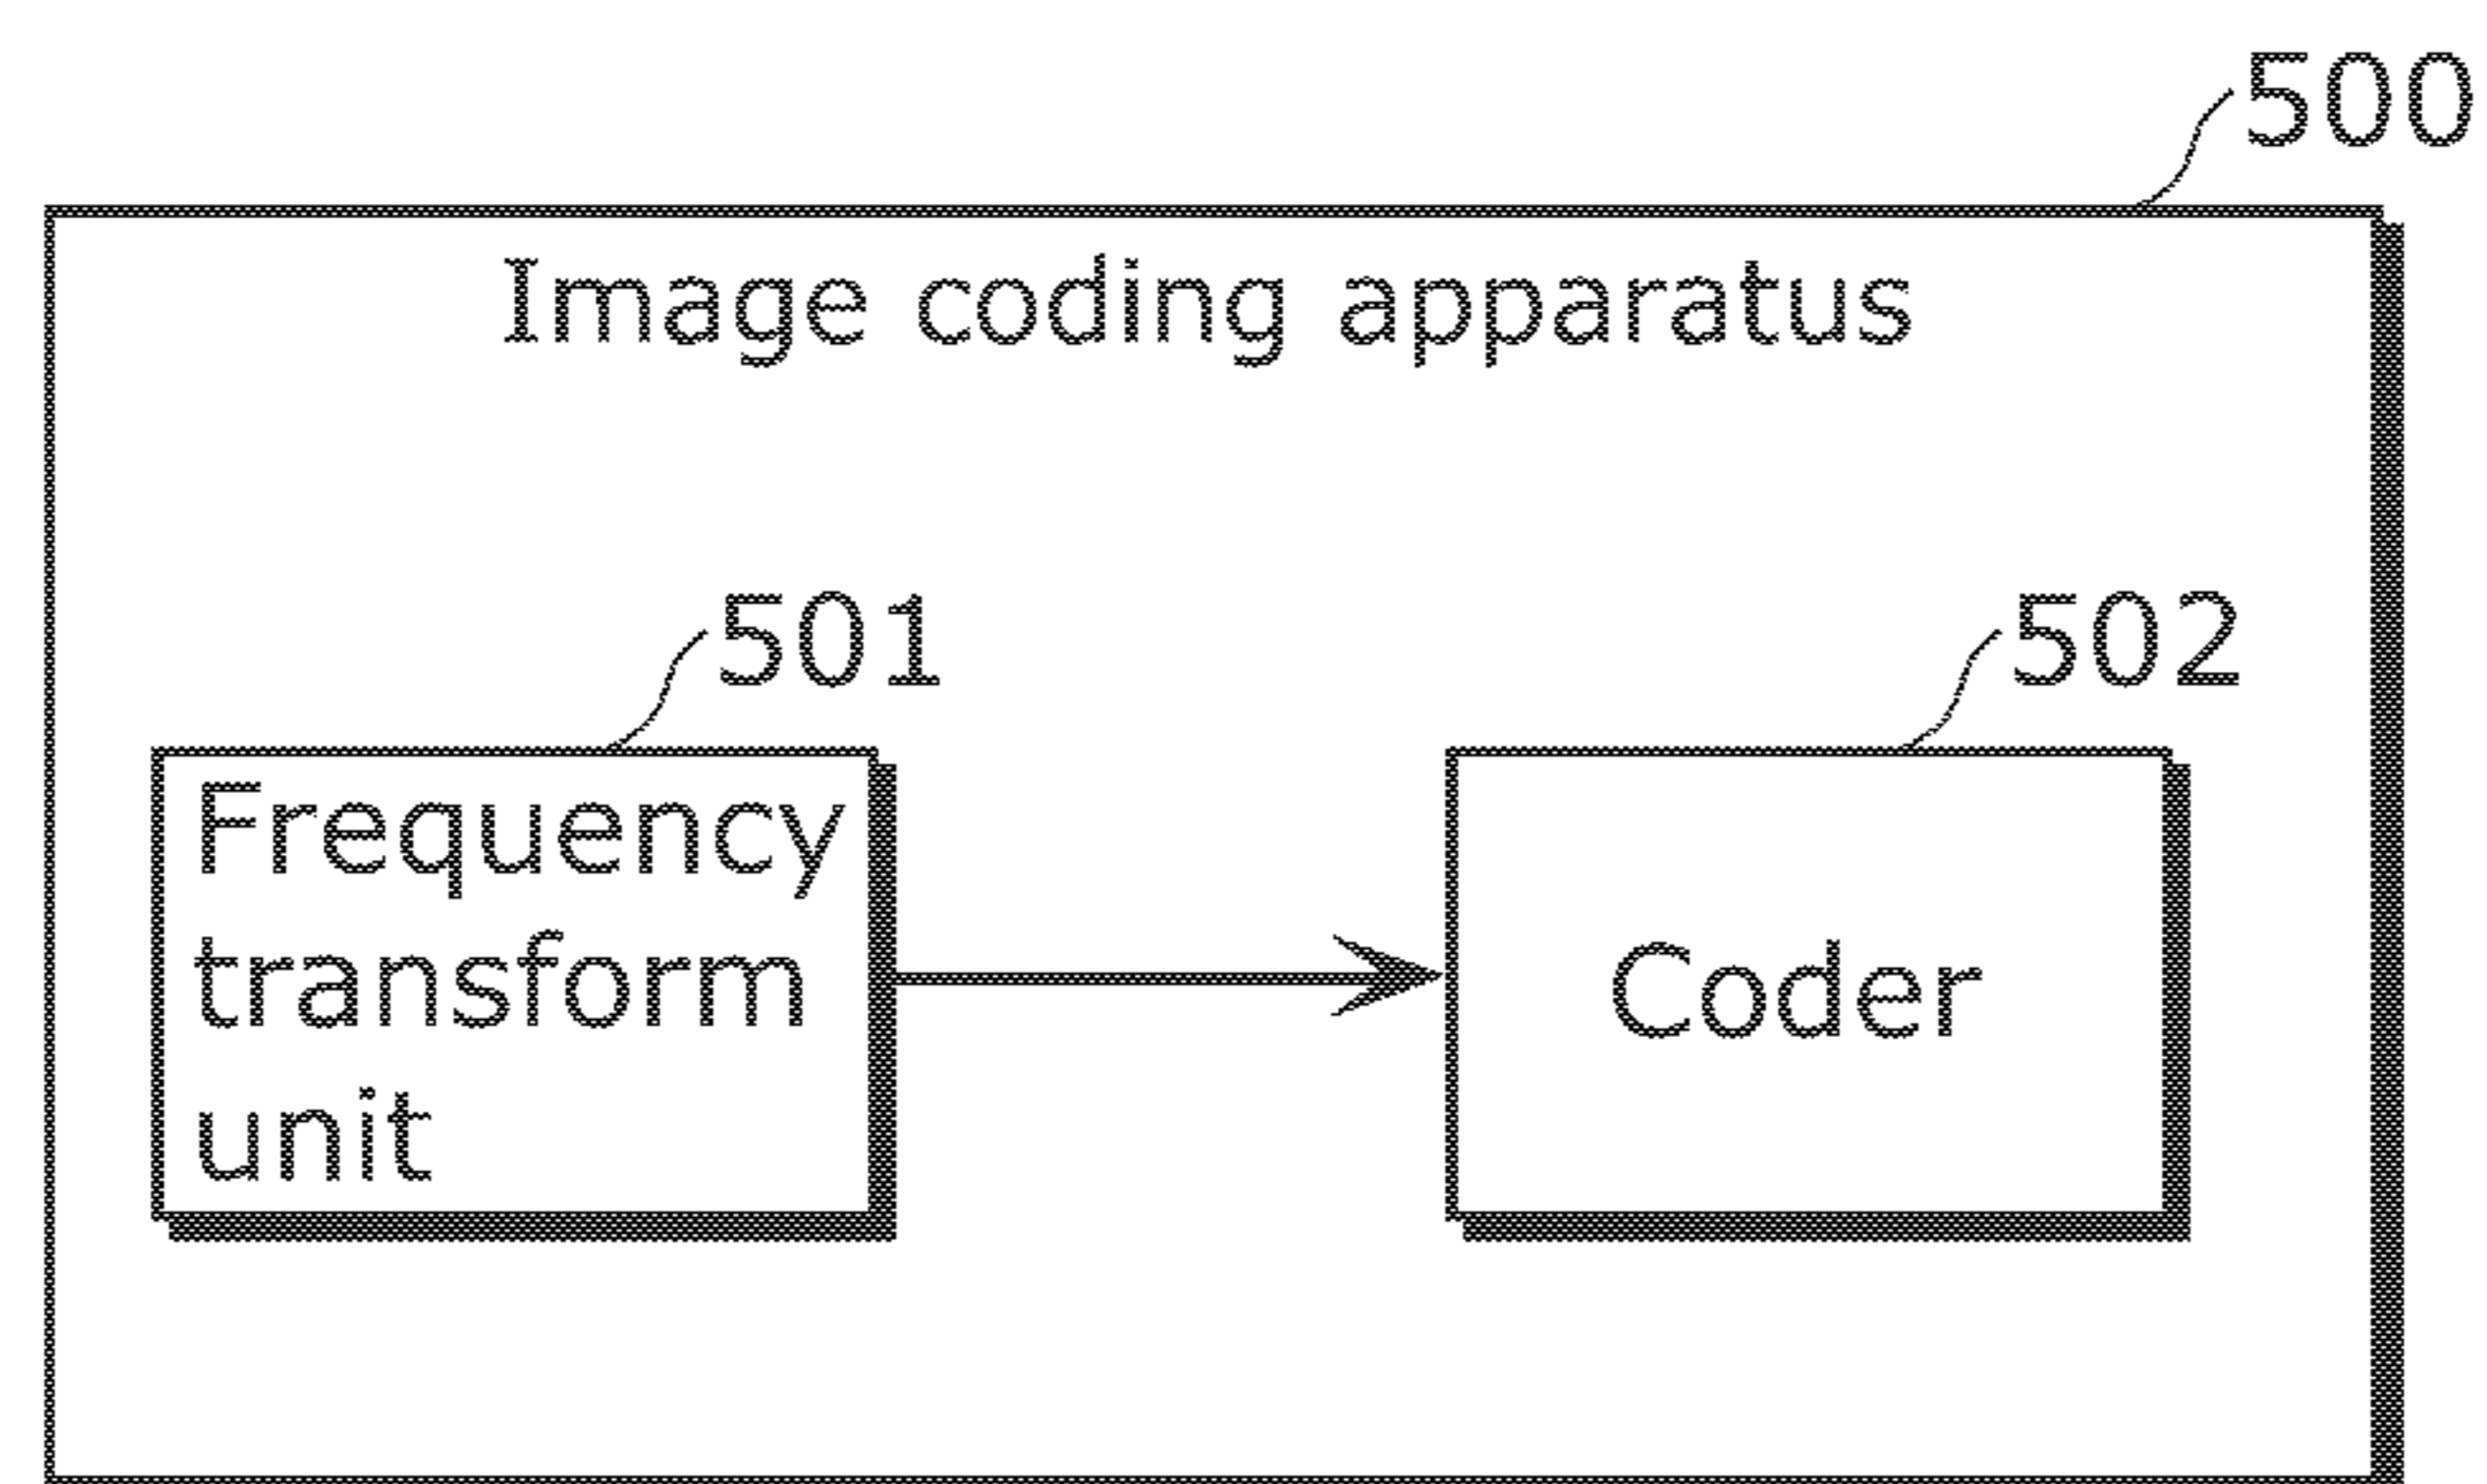 500
Image coding apparatus
501
502
Frequency
transform
unit
Coder